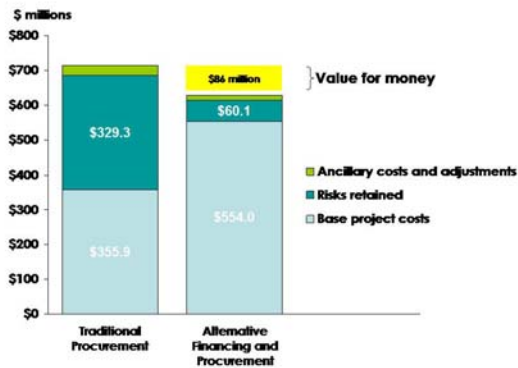 $ millions
$800
$700
$600
$500
$400
$300
$200
$100
$0
$329.3
$355.9
$86 million
$60.1
$554.0
Value for money
Ancillary costs and adjustments
Risks retained
Base project costs
Traditional
Procurement
Alternative
Financing and
Procurement